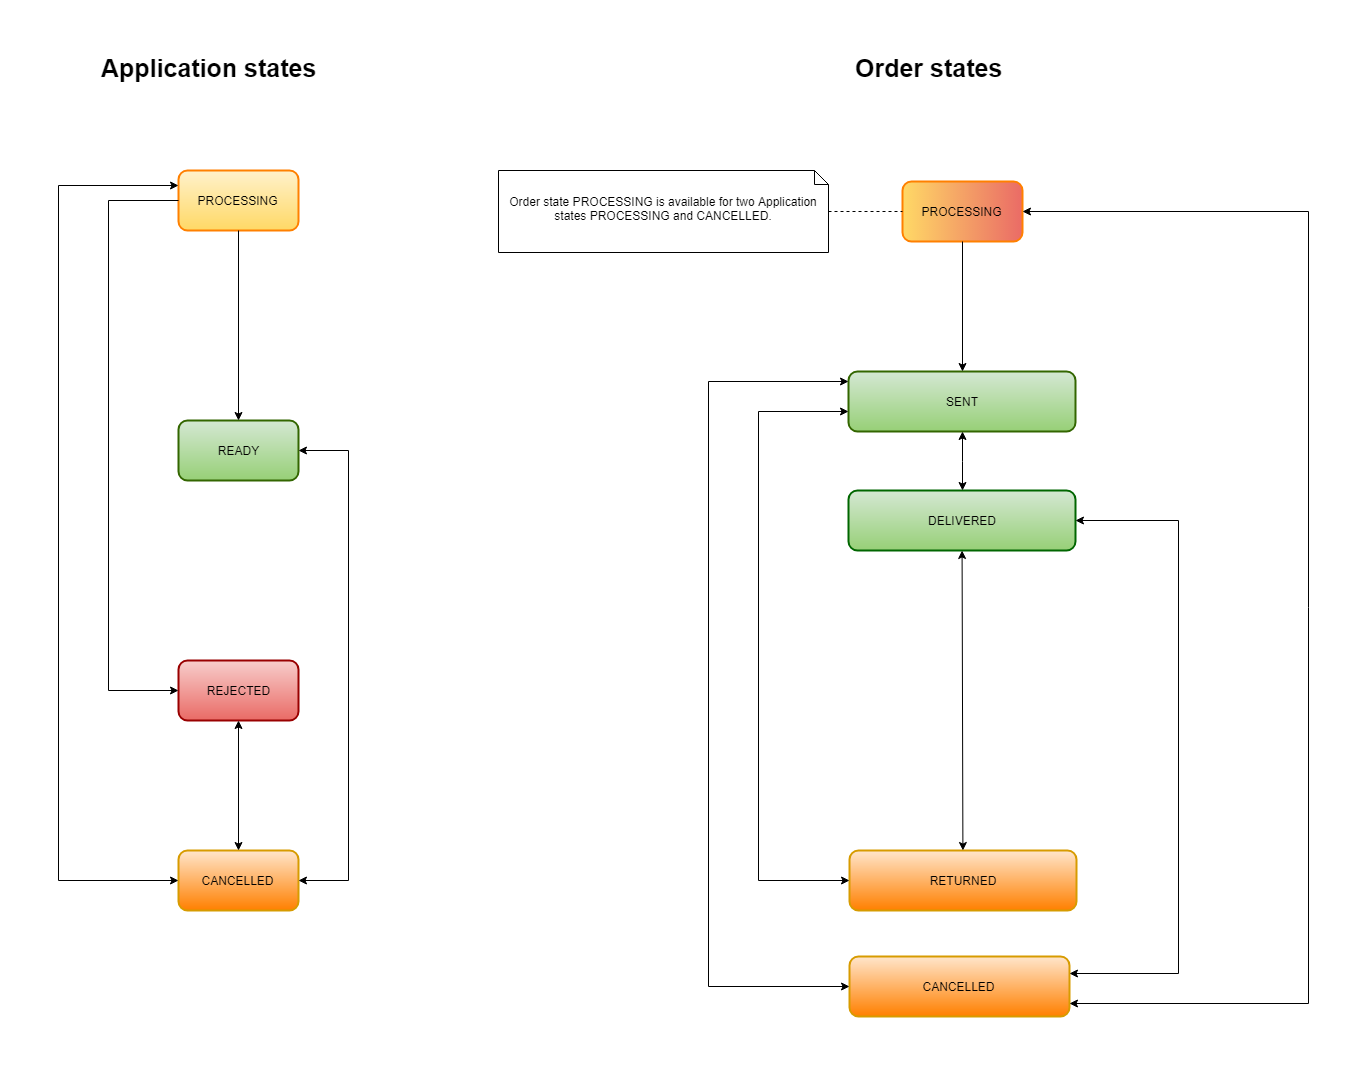 Application states
PROCESSING
READY
REJECTED
CANCELLED
Order states
Order state PROCESSING is available for two Application
states PROCESSING and CANCELLED.
PROCESSING
SENT
DELIVERED
RETURNED
CANCELLED